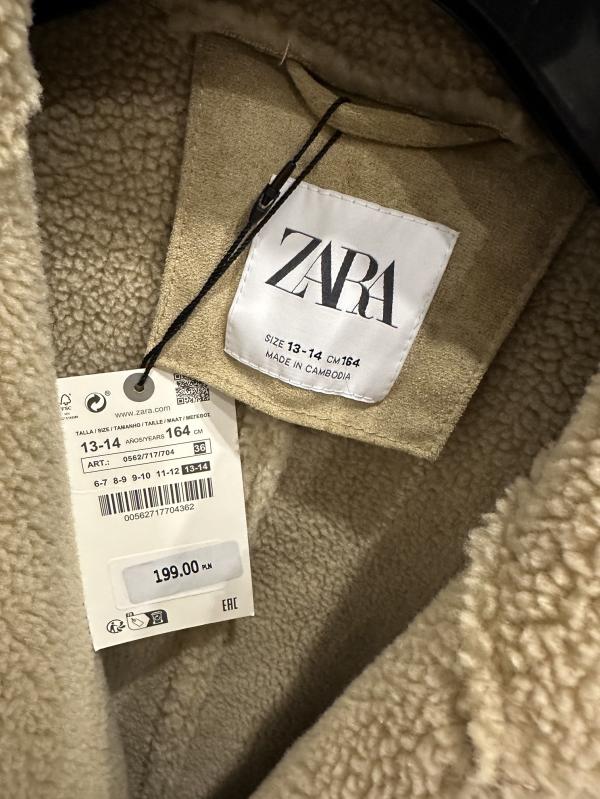 ZARA
SIZE 13-14 CM 164
MADE IN CAMBODIA
FSC
www.zara.com
TALLA / SIZE / TAMANHO / TAILLE / MAAT / МЕГЕӨОΣ
13-14 AÑOS/YEARS 164 CM
ART.: 0562/717/704 36
6-7 8-9 9-10 11-12 13-14
00562717704362
199.00 PLN
EAC